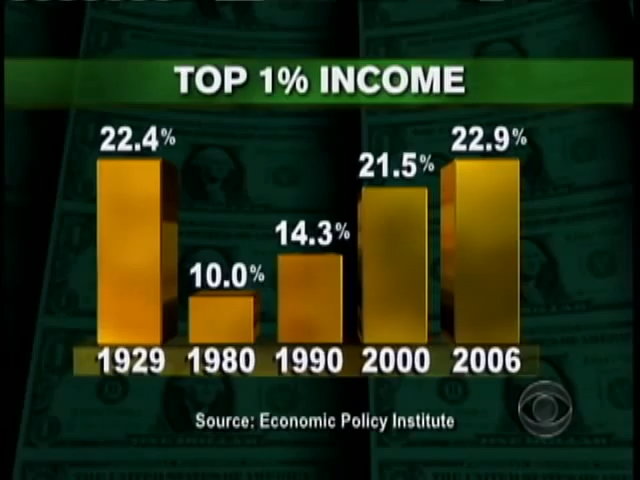 TOP 1% INCOME
22.4% 10.0% 14.3% 21.5% 22.9%
1929 1980 1990 2000 2006
Source: Economic Policy Institute